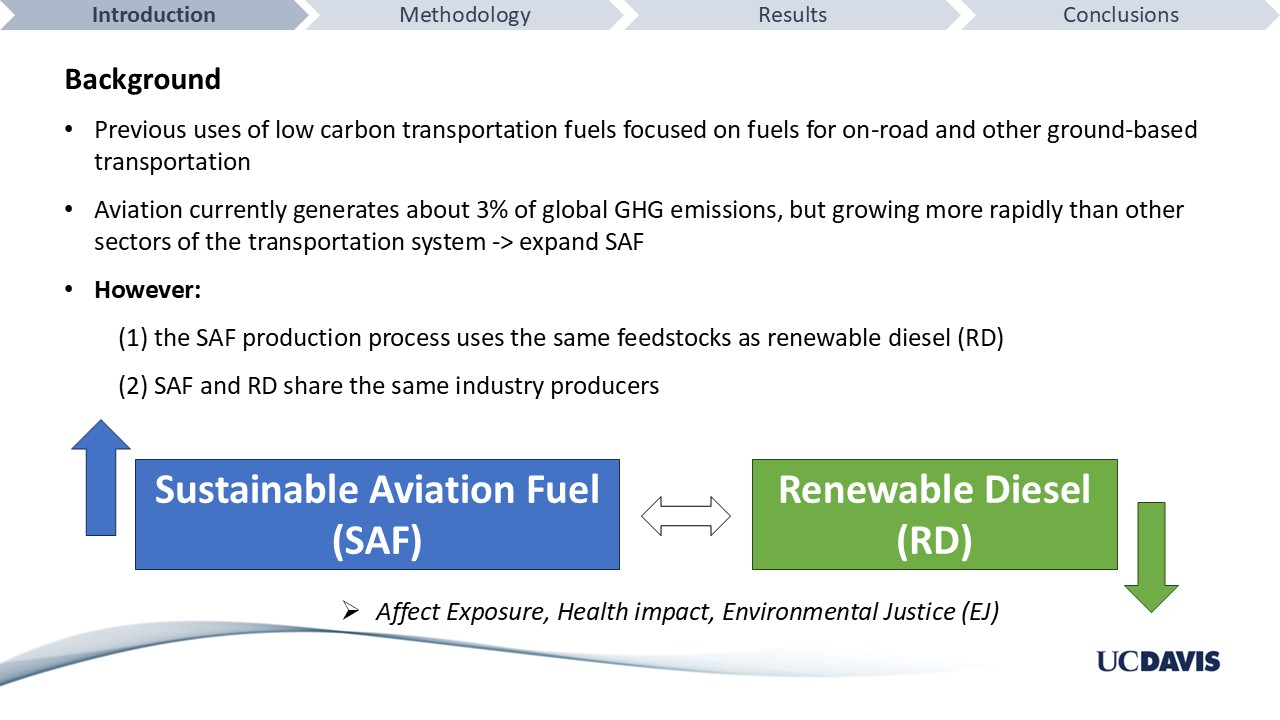 Introduction
Methodology
Results
Conclusions
Background
• Previous uses of low carbon transportation fuels focused on fuels for on-road and other ground-based
transportation
• Aviation currently generates about 3% of global GHG emissions, but growing more rapidly than other
sectors of the transportation system -> expand SAF
• However:
(1) the SAF production process uses the same feedstocks as renewable diesel (RD)
(2) SAF and RD share the same industry producers
Sustainable Aviation Fuel
(SAF)
Renewable Diesel
(RD)
➢ Affect Exposure, Health impact, Environmental Justice (EJ)
UCDAVIS